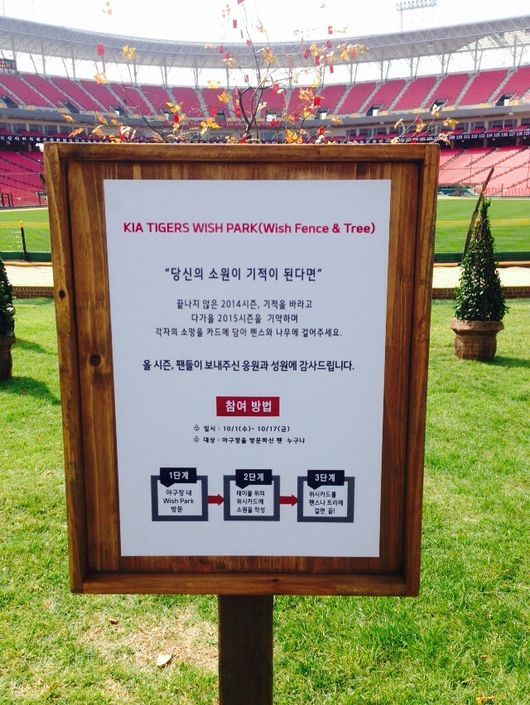 KIA TIGERS WISH PARK(Wish Fence & Tree)
"당신의 소원이 기적이 된다면"
끝나지 않은 2014시즌, 기적을 바라고
다가올 2015시즌을 기약하며
각자의 소망을 카드에 담아 팬스와 나무에 걸어주세요.
올 시즌, 팬들이 보내주신 응원과 성원에 감사드립니다.
참여 방법
일시 : 10/1(수)~ 10/17(금)
대상 : 야구장을 방문하신 팬 누구나
1단계
야구장 내
Wish Park
방문
2단계
테이블 위의
위시카드에
소원을 작성
3단계
위시카드를
팬스나 트리에
걸면 끝!